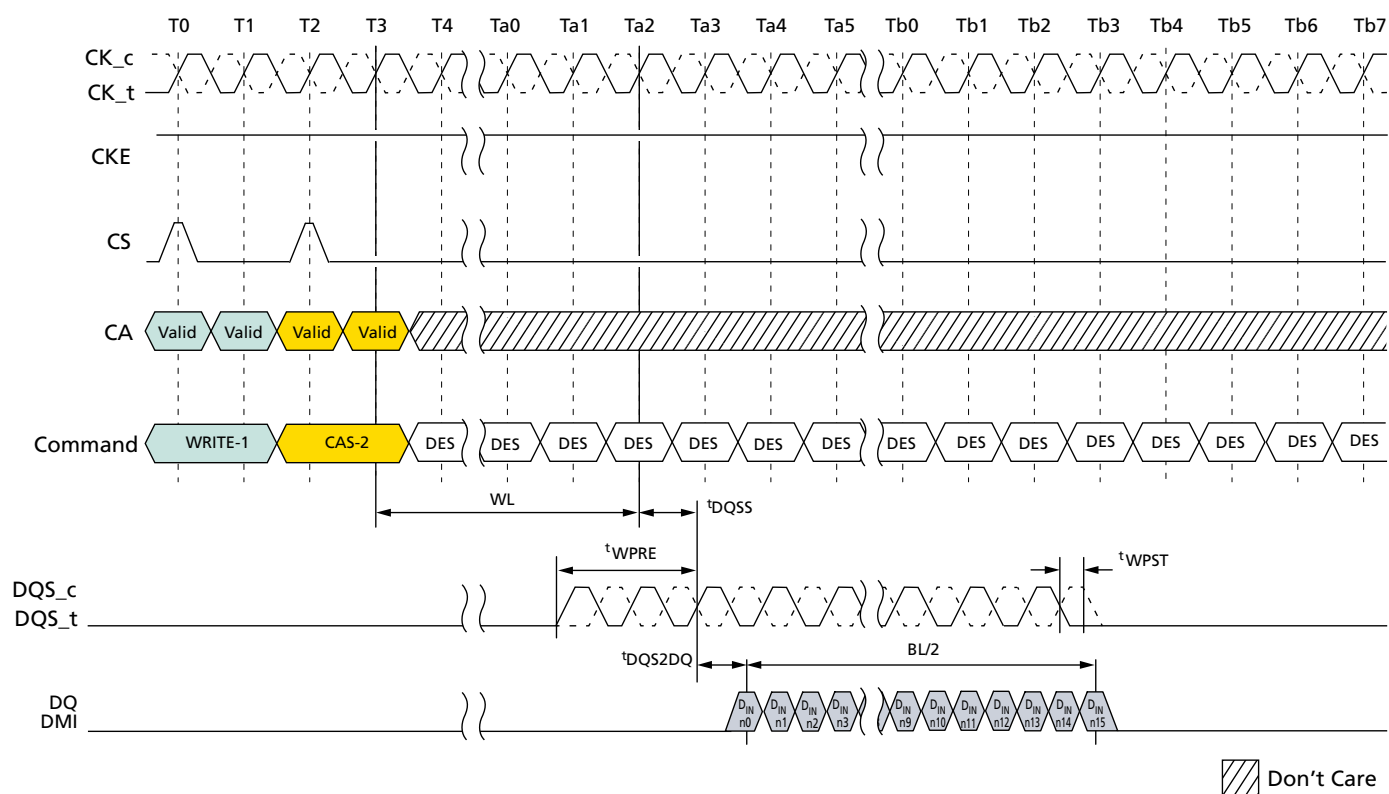 T0 T1 T2 T3 T4 Ta0 Ta1 Ta2 Ta3 Ta4 Ta5 Tb0 Tb1 Tb2 Tb3 Tb4 Tb5 Tb6 Tb7
CK_c
CK_t
CKE
CS
CA Valid Valid Valid Valid
Command WRITE-1 CAS-2 DES DES DES DES DES DES DES DES DES DES DES DES DES DES DES
WL tDQSS
tWPRE tWPST
DQS_c
DQS_t
tDQS2DQ BL/2
DQ
DMI
DIN n0 DIN n1 DIN n2 DIN n3 DIN n9 DIN n10 DIN n11 DIN n12 DIN n13 DIN n14 DIN n15
Don't Care